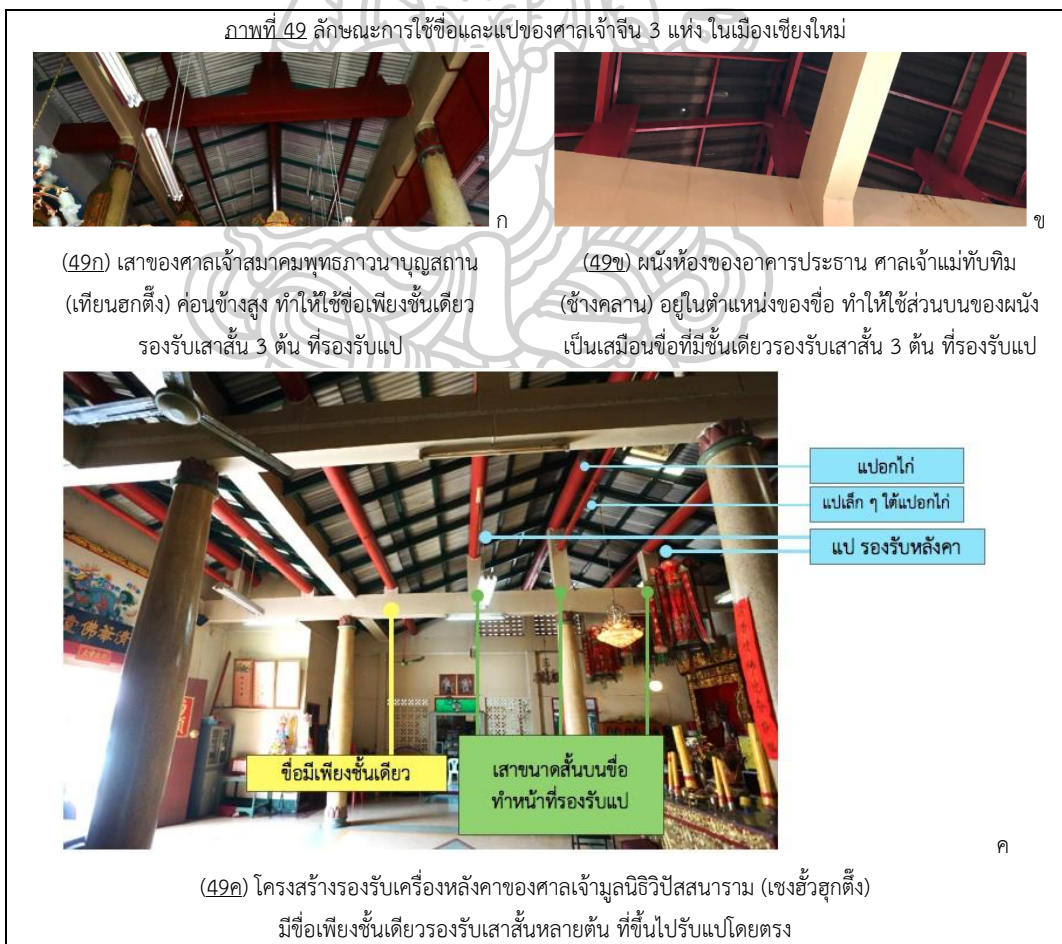 ภาพที่ 49 ลักษณะการใช้ขื่อและแปของศาลเจ้าจีน 3 แห่ง ในเมืองเชียงใหม่
ก
ข
(49ก) เสาของศาลเจ้าสมาคมพุทธภาวนาบุญสถาน
(เทียนฮกตึ๊ง) ค่อนข้างสูง ทำให้ใช้ขื่อเพียงชั้นเดียว
รองรับเสาสั้น 3 ต้น ที่รองรับแป
(49ข) ผนังห้องของอาคารประธาน ศาลเจ้าแม่ทับทิม
(ช้างคลาน) อยู่ในตำแหน่งของขื่อ ทำให้ใช้ส่วนบนของผนัง
เป็นเสมือนขื่อที่มีชั้นเดียวรองรับเสาสั้น 3 ต้น ที่รองรับแป
แปอกไก่
แปเล็ก ๆ ใต้แปอกไก่
แป รองรับหลังคา
ขื่อมีเพียงชั้นเดียว
เสาขนาดสั้นบนขื่อ
ทำหน้าที่รองรับแป
ค
(49ค) โครงสร้างรองรับเครื่องหลังคาของศาลเจ้ามูลนิธิวิปัสสนาราม (เชงฮั้วฮุกตึ๊ง)
มีขื่อเพียงชั้นเดียวรองรับเสาสั้นหลายต้น ที่ขึ้นไปรับแปโดยตรง